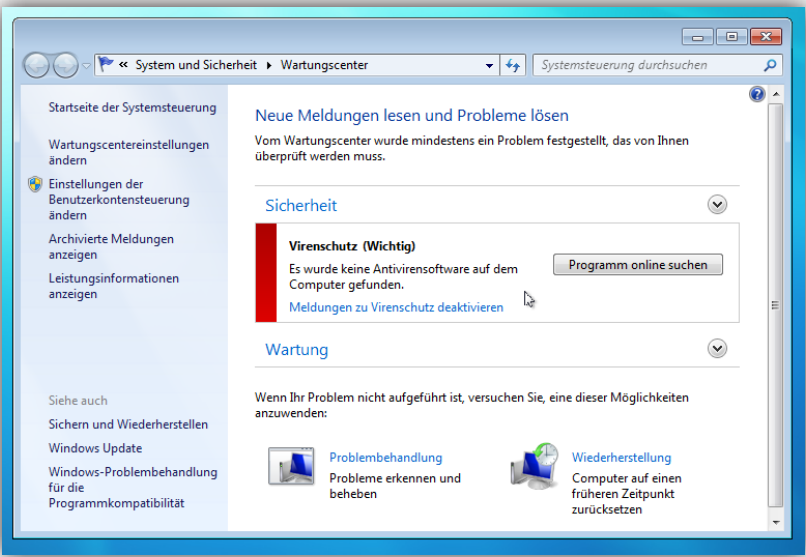 « System und Sicherheit ▸ Wartungscenter
Systemsteuerung durchsuchen
Startseite der Systemsteuerung
Wartungscentereinstellungen
ändern
Einstellungen der
Benutzerkontensteuerung
ändern
Archivierte Meldungen
anzeigen
Leistungsinformationen
anzeigen
Siehe auch
Sichern und Wiederherstellen
Windows Update
Windows-Problembehandlung
für die
Programmkompatibilität
Neue Meldungen lesen und Probleme lösen
Vom Wartungscenter wurde mindestens ein Problem festgestellt, das von Ihnen
überprüft werden muss.
Sicherheit
Virenschutz (Wichtig)
Es wurde keine Antivirensoftware auf dem
Computer gefunden.
Programm online suchen
Meldungen zu Virenschutz deaktivieren
Wartung
Wenn Ihr Problem nicht aufgeführt ist, versuchen Sie, eine dieser Möglichkeiten
anzuwenden:
Problembehandlung
Probleme erkennen und
beheben
Wiederherstellung
Computer auf einen
früheren Zeitpunkt
zurücksetzen